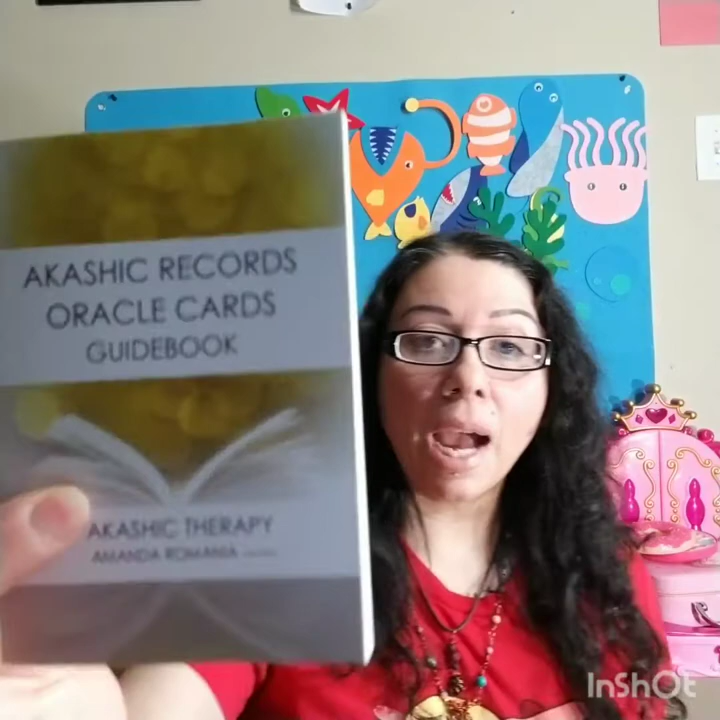 AKASHIC RECORDS
ORACLE CARDS
GUIDEBOOK
AKASHIC THERAPY
AMANDA ROMANIA
InShOt